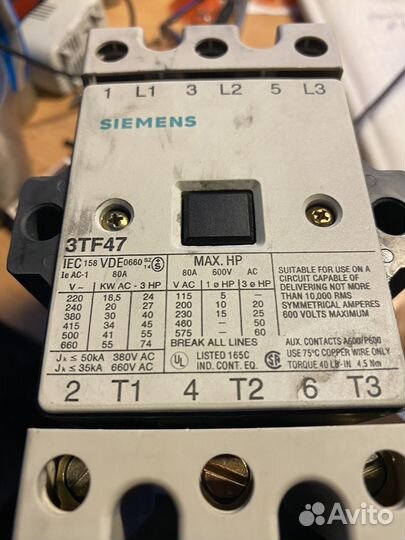 1 L1 3 L2 5 L3
SIEMENS
3TF47
IEC 158 VDE 0660
Ie AC-1 80A
V~ KW AC - 3 HP
220 18,5 24
240 20 27
380 30 40
415 34 45
500 41 55
660 55 74
Jk ≤ 50kA 380V AC
Jk ≤ 35kA 660V AC
MAX. HP
80A 600V AC
V AC 1 ø HP 3 ø HP
115 5 –
200 10 20
230 15 25
460 – 50
575 – 60
BREAK ALL LINES
UL LISTED 165C
IND. CONT. EQ.
SUITABLE FOR USE ON A
CIRCUIT CAPABLE OF
DELIVERING NOT MORE
THAN 10,000 RMS
SYMMETRICAL AMPERES
600 VOLTS MAXIMUM
AUX. CONTACTS A600/P600
USE 75°C COPPER WIRE ONLY
TORQUE 40 LB-IN 4,5 Nm
2 T1 4 T2 6 T3
Avito